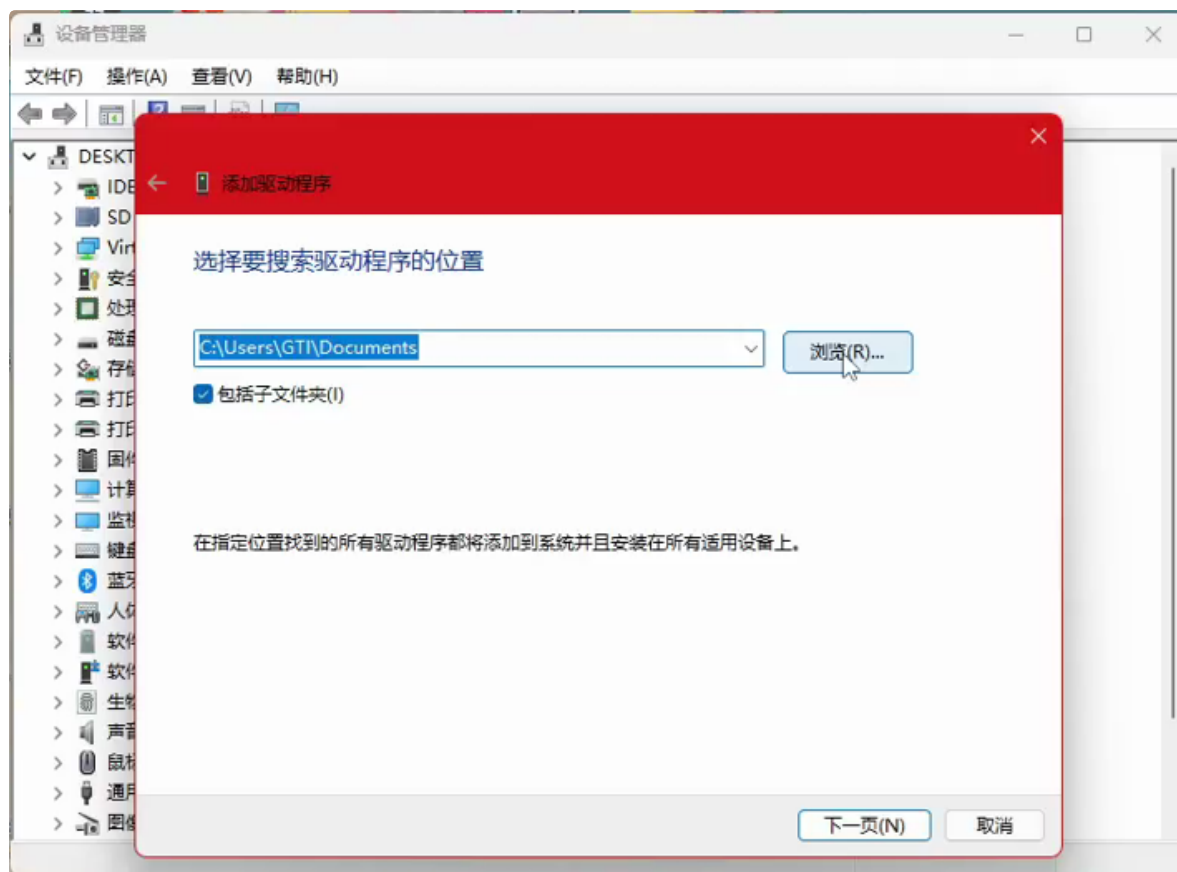 设备管理器
文件(F) 操作(A) 查看(V) 帮助(H)
DESKT
IDE
SD
添加驱动程序
选择要搜索驱动程序的位置
C:\Users\GTI\Documents
浏览(R)...
包括子文件夹(I)
在指定位置找到的所有驱动程序都将添加到系统并且安装在所有适用设备上。
安全
处理
磁盘
存储
打印
打印
固件
计算
监视
键盘
蓝牙
人体
软件
软件
生物
声音
鼠标
通用
图像
下一页(N)
取消